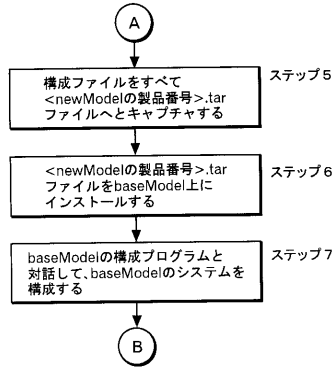 A
構成ファイルをすべて
ステップ5
<newModelの製品番号>.tar
ファイルへとキャプチャする
<newModelの製品番号>.tar
ステップ6
ファイルをbaseModel上に
インストールする
baseModelの構成プログラムと
ステップ7
対話して、baseModelのシステムを
構成する
B